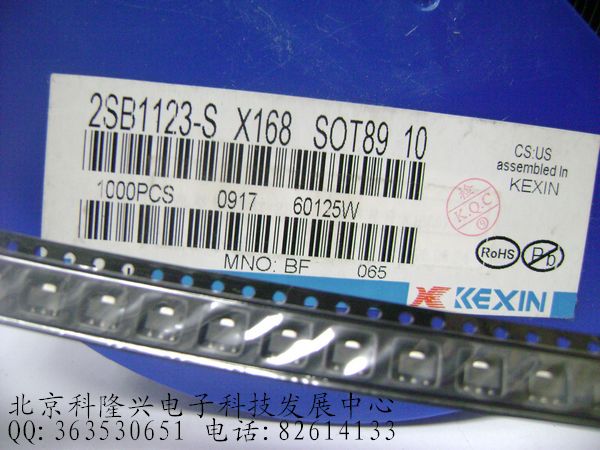 2SB1123-S X168 SOT89 10
1000PCS 0917 60125W
MNO: BF 065
CS:US
assembled In
KEXIN
K.Q.C
RoHS
Pb
KEXIN
北京科隆兴电子科技发展中心
QQ: 363530651 电话: 82614133